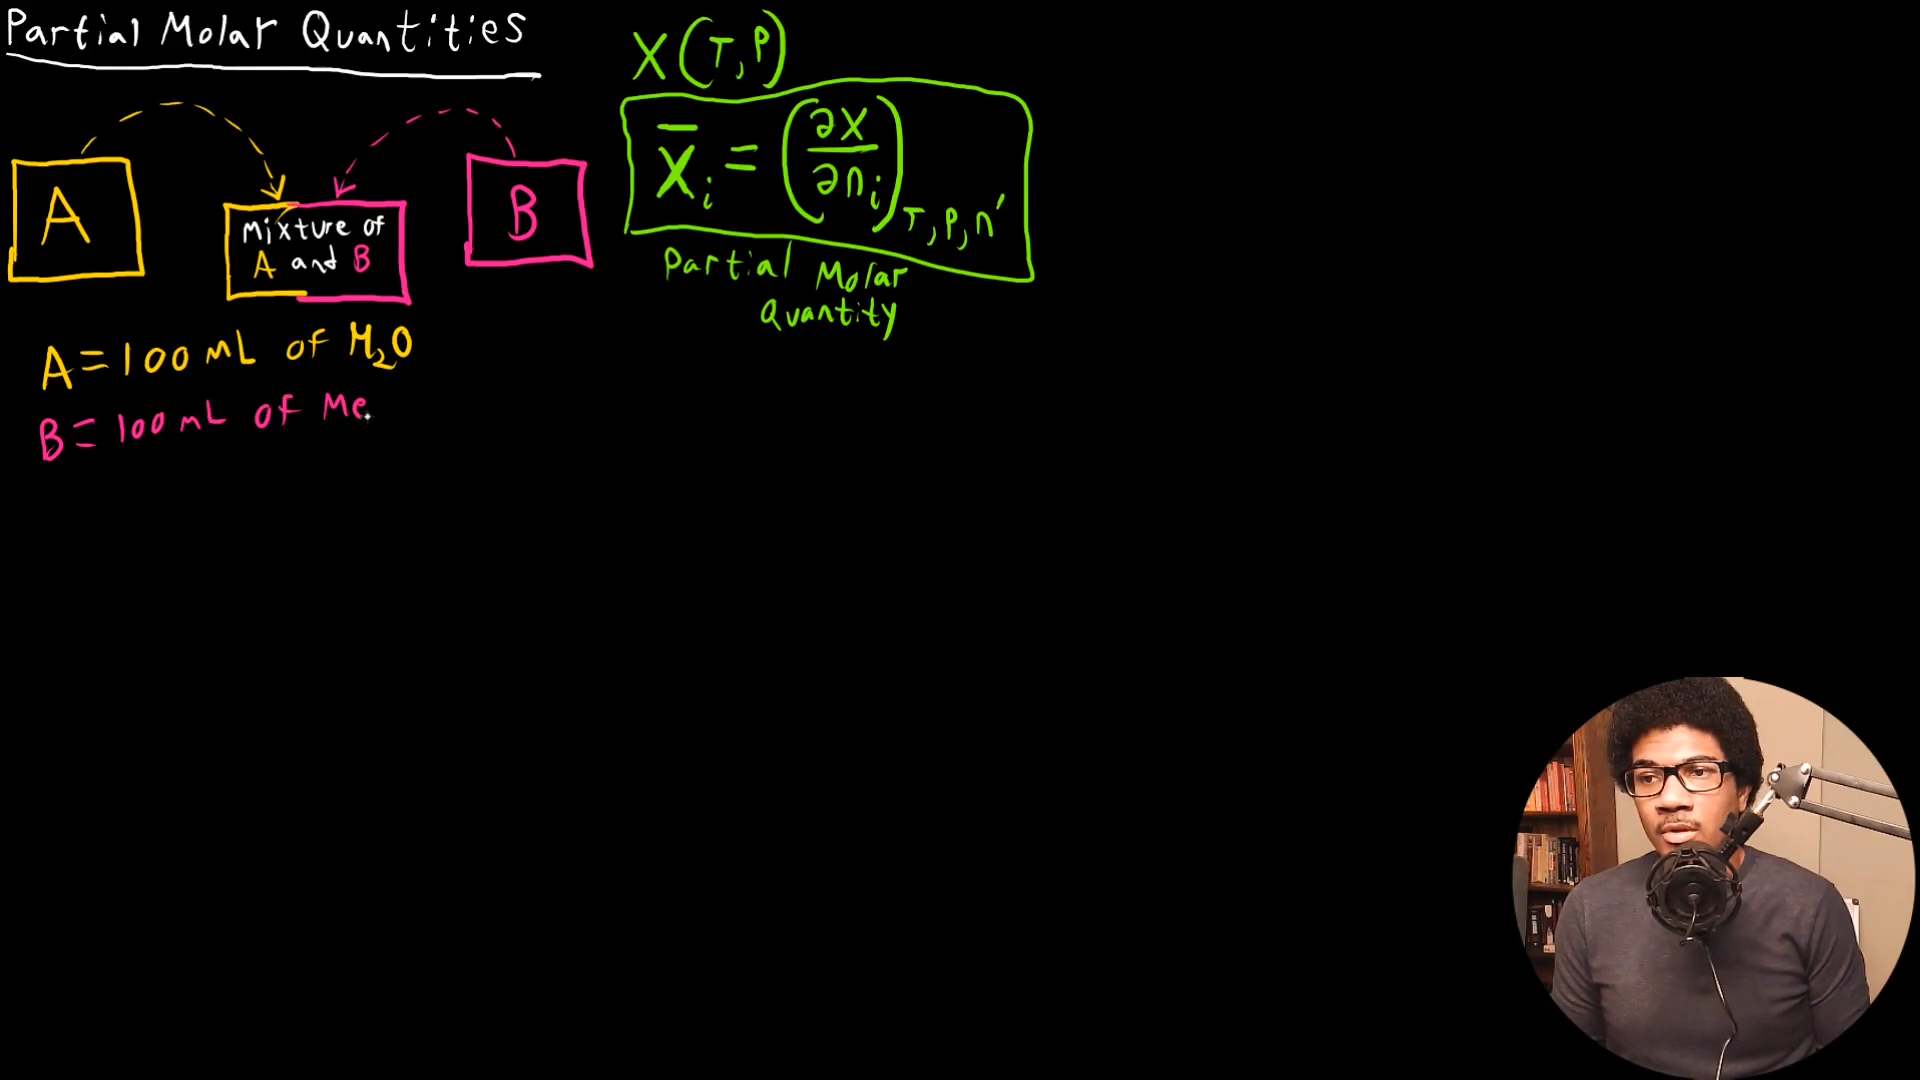 Partial Molar Quantities
A
Mixture of
A and B
B
A = 100 mL of H₂O
B = 100 mL of Me
X (T, P)
X̄ᵢ = (∂X/∂nᵢ)T, P, n′
Partial Molar
Quantity